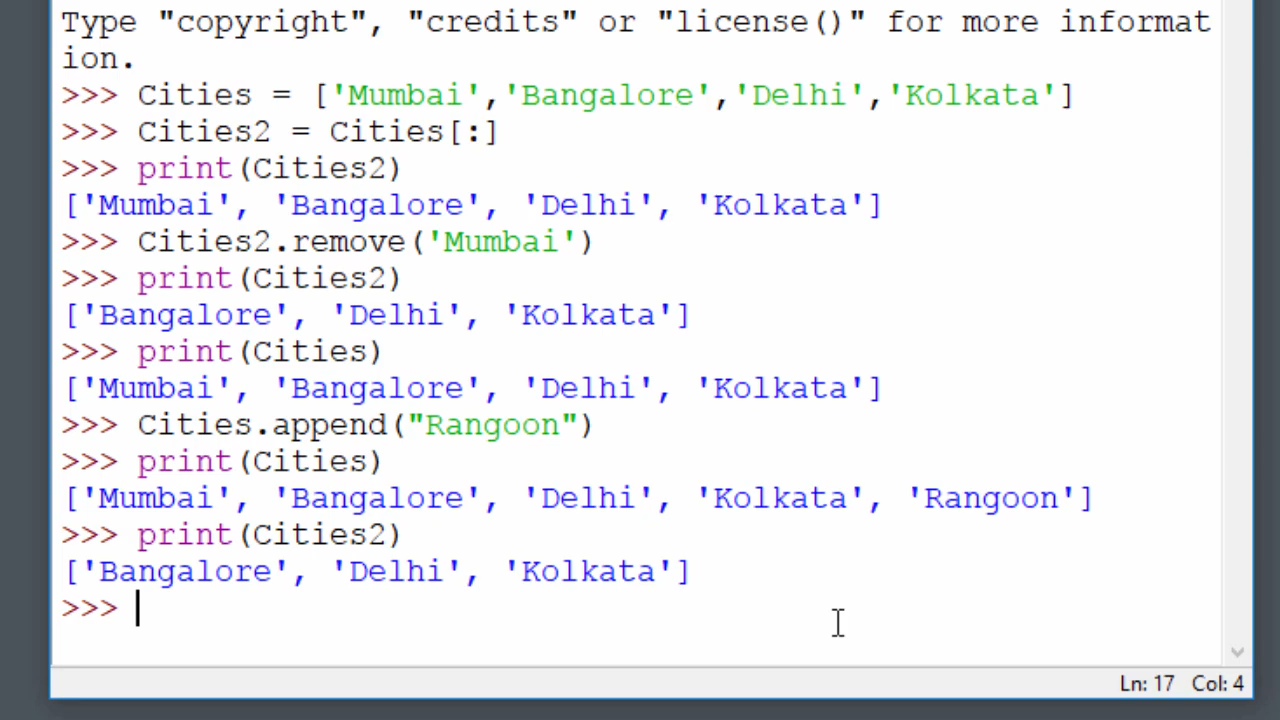 Type "copyright", "credits" or "license()" for more informat
ion.
>>> Cities = ['Mumbai','Bangalore','Delhi','Kolkata']
>>> Cities2 = Cities[:]
>>> print(Cities2)
['Mumbai', 'Bangalore', 'Delhi', 'Kolkata']
>>> Cities2.remove('Mumbai')
>>> print(Cities2)
['Bangalore', 'Delhi', 'Kolkata']
>>> print(Cities)
['Mumbai', 'Bangalore', 'Delhi', 'Kolkata']
>>> Cities.append("Rangoon")
>>> print(Cities)
['Mumbai', 'Bangalore', 'Delhi', 'Kolkata', 'Rangoon']
>>> print(Cities2)
['Bangalore', 'Delhi', 'Kolkata']
>>>
Ln: 17 Col: 4